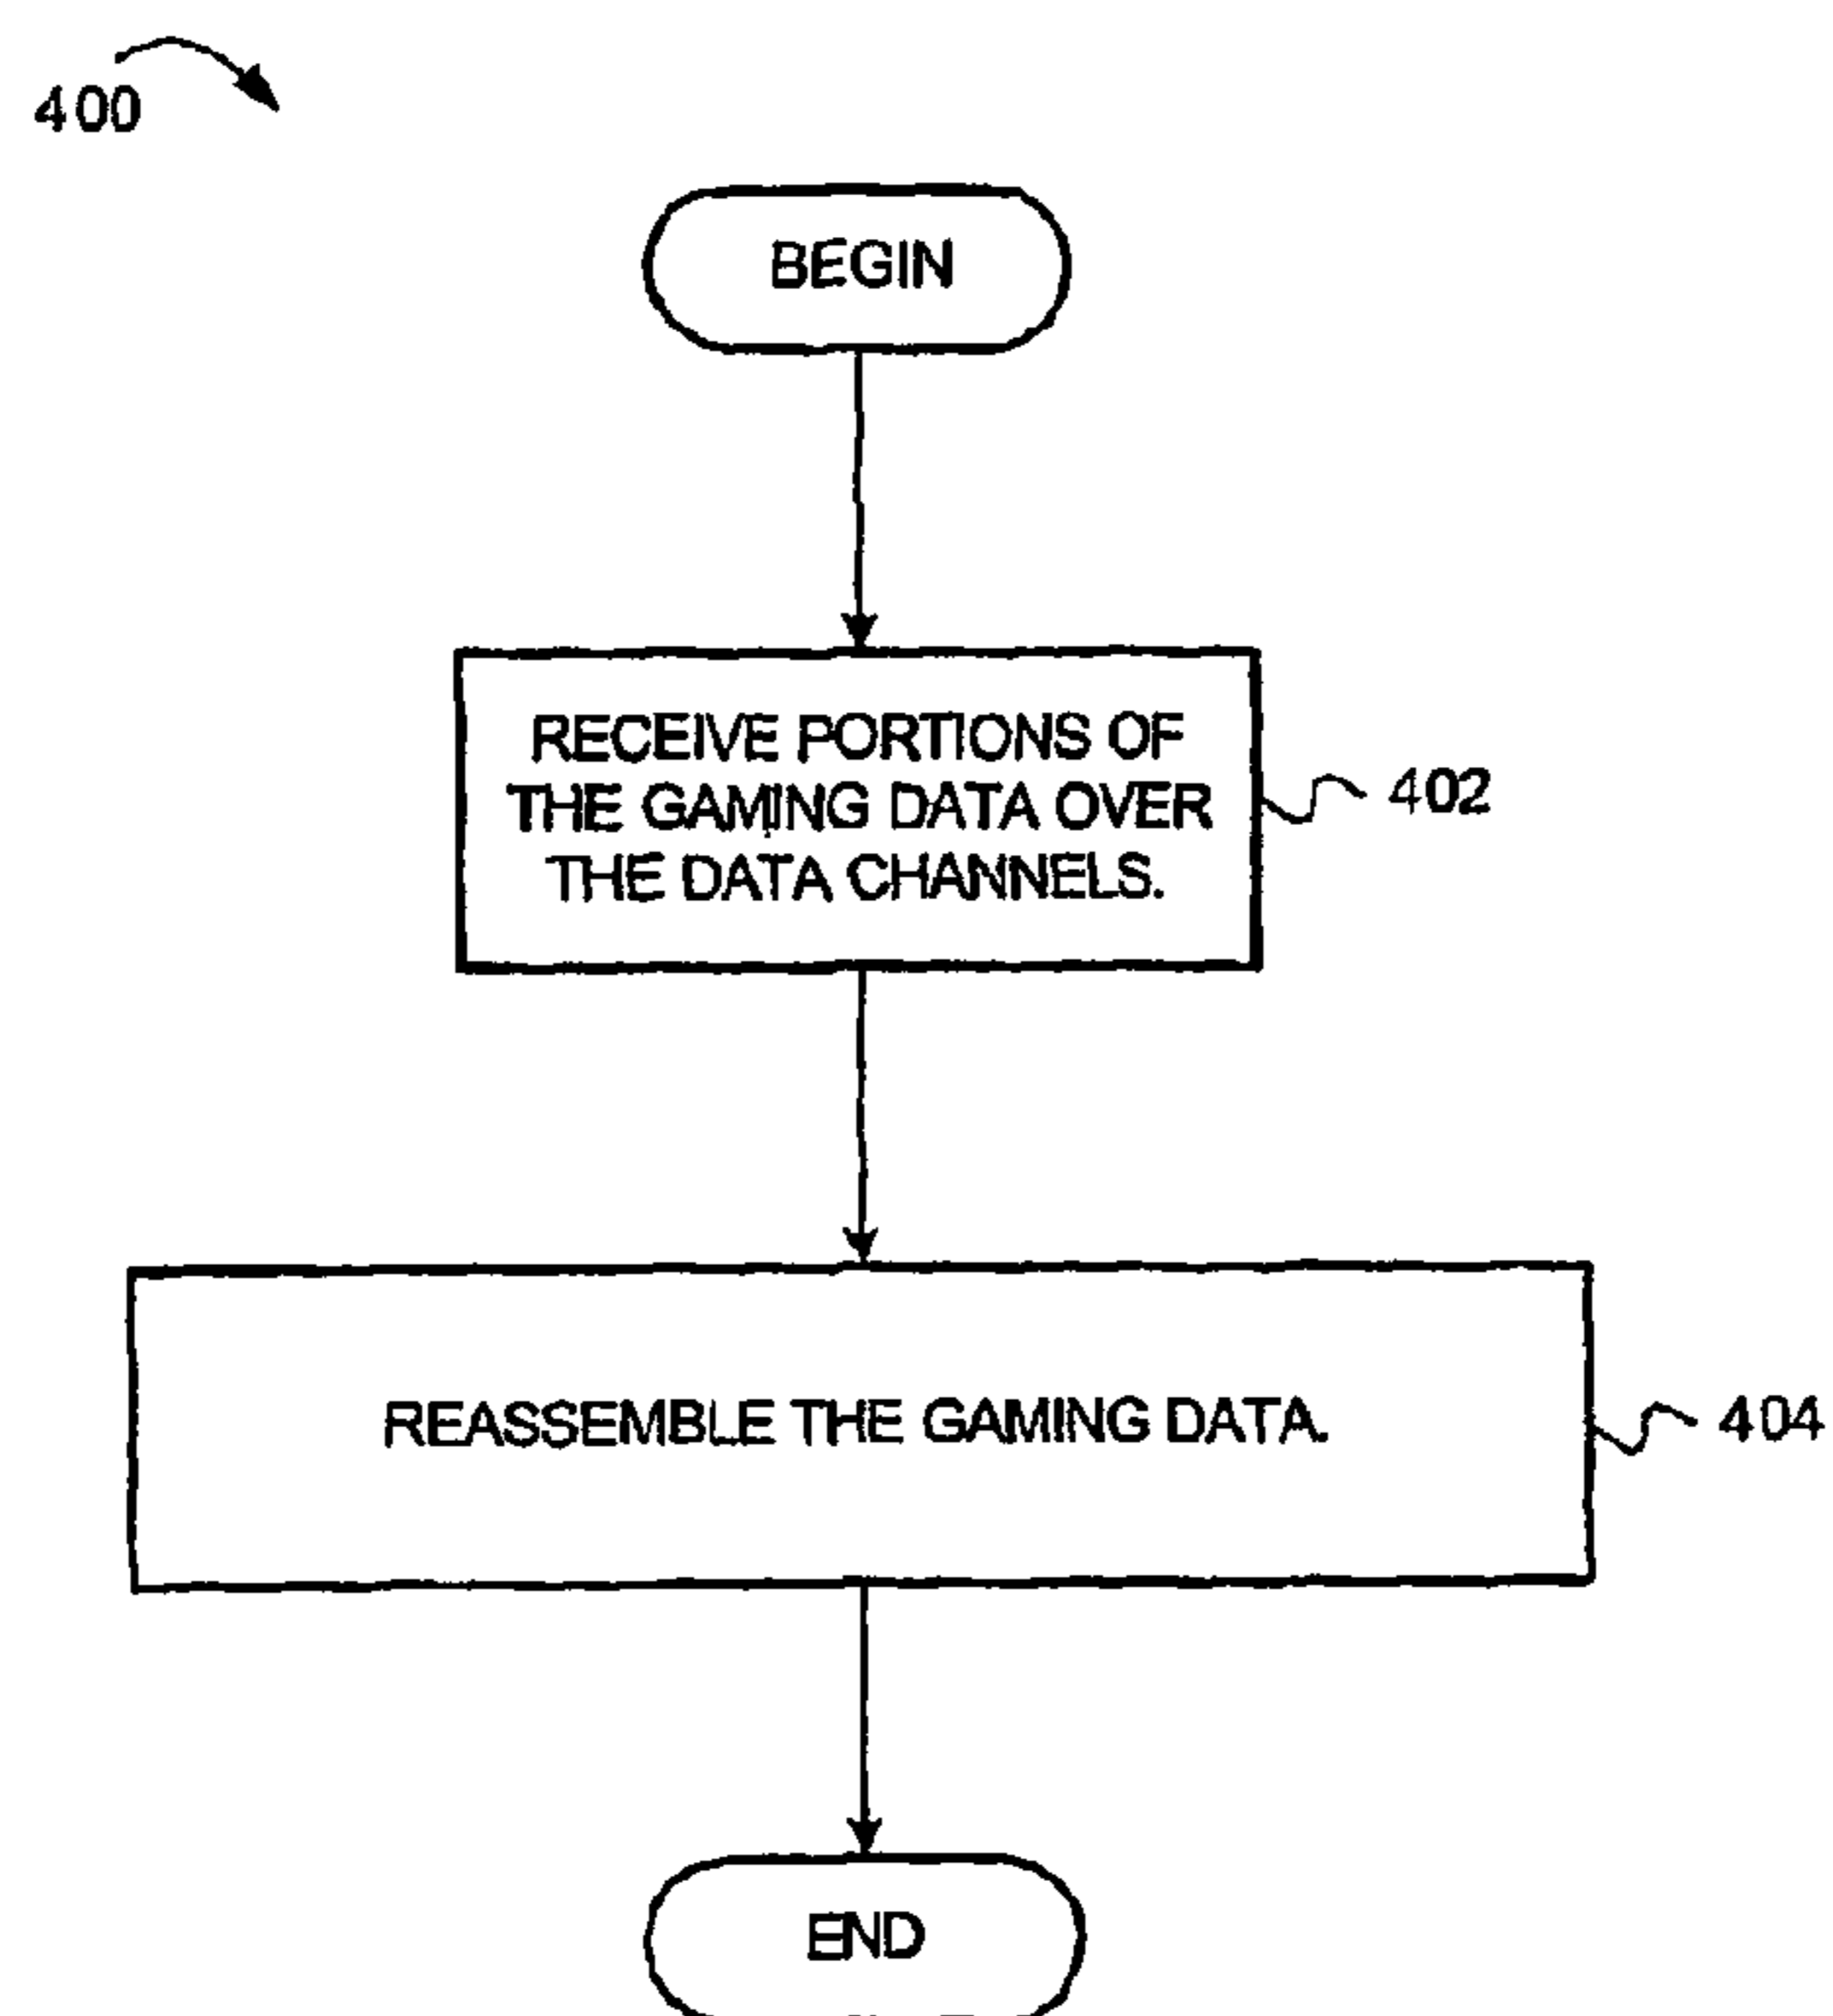 400
BEGIN
RECEIVE PORTIONS OF
THE GAMING DATA OVER
THE DATA CHANNELS.
402
REASSEMBLE THE GAMING DATA.
404
END